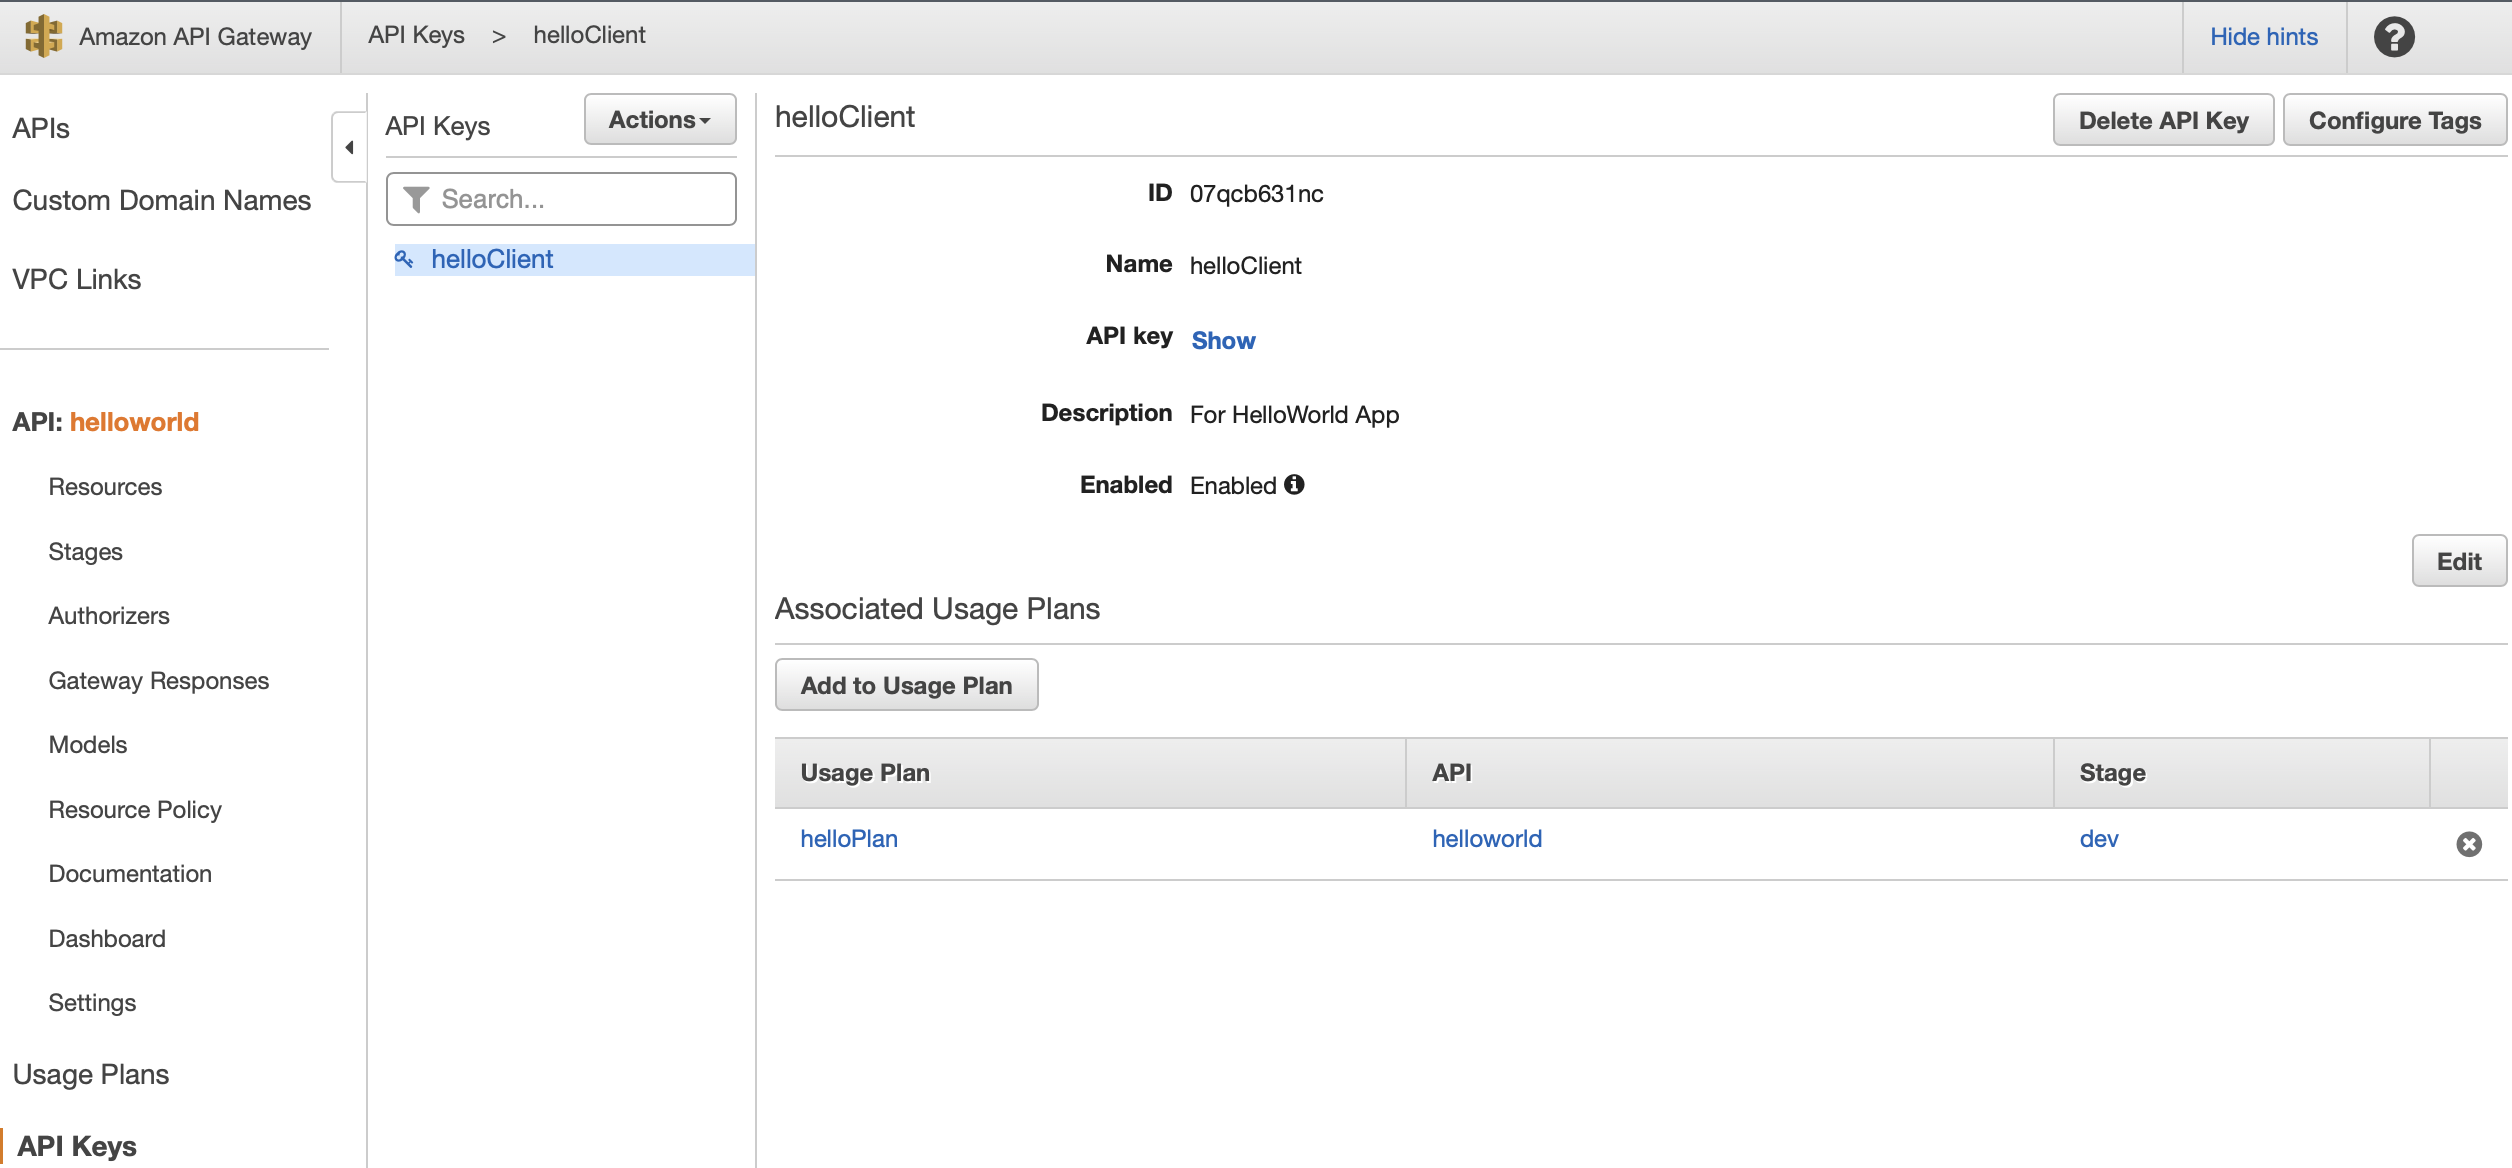 Amazon API Gateway
API Keys > helloClient
Hide hints
APIs
Custom Domain Names
VPC Links
API: helloworld
Resources
Stages
Authorizers
Gateway Responses
Models
Resource Policy
Documentation
Dashboard
Settings
Usage Plans
API Keys
API Keys
Actions
Search...
helloClient
helloClient
Delete API Key
Configure Tags
ID 07qcb631nc
Name helloClient
API key Show
Description For HelloWorld App
Enabled Enabled
Edit
Associated Usage Plans
Add to Usage Plan
Usage Plan API Stage
helloPlan helloworld dev